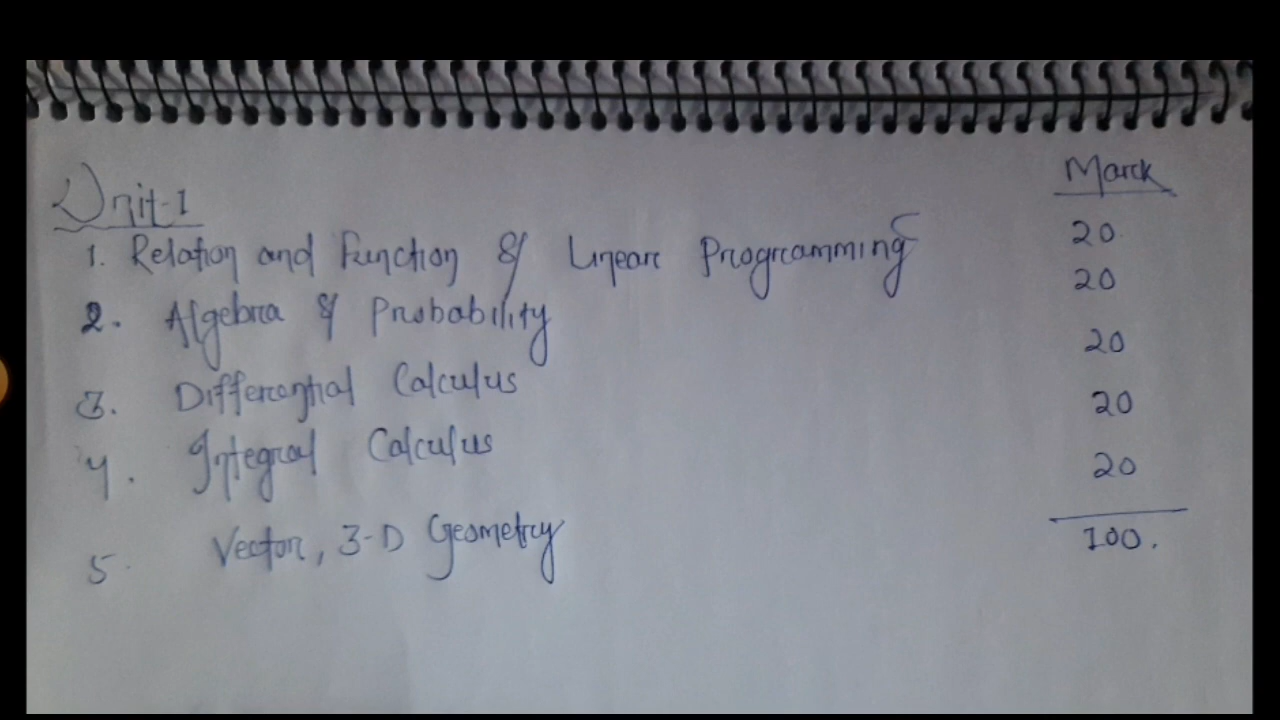 Unit-1 Marck
1. Relation and Function & Linear Programming 20
2. Algebra & Probability 20
3. Differential Calculus 20
4. Integral Calculus 20
5. Vector, 3-D Geometry 20
100.